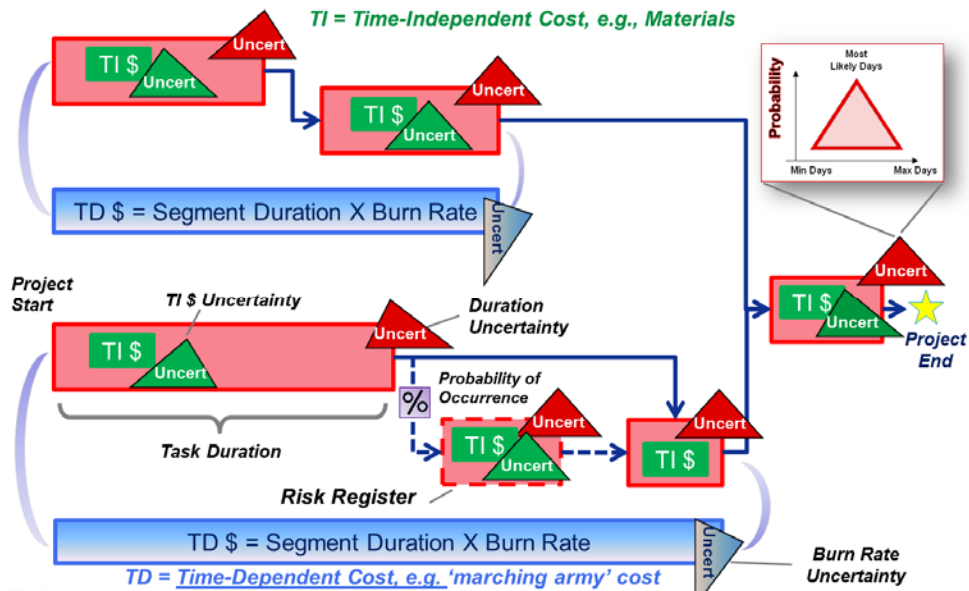 TI = Time-Independent Cost, e.g., Materials
Uncert
TI $
Uncert
Uncert
TI $
Uncert
Most
Likely Days
Probability
Min Days
Max Days
TD $ = Segment Duration X Burn Rate
Uncert
Project
Start
TI $ Uncertainty
Duration
Uncertainty
Uncert
TI $
Uncert
Uncert
TI $
Uncert
Project
End
%
Probability of
Occurrence
Task Duration
Uncert
TI $
Uncert
Uncert
TI $
Risk Register
TD $ = Segment Duration X Burn Rate
Uncert
Burn Rate
Uncertainty
TD = Time-Dependent Cost, e.g. ‘marching army’ cost